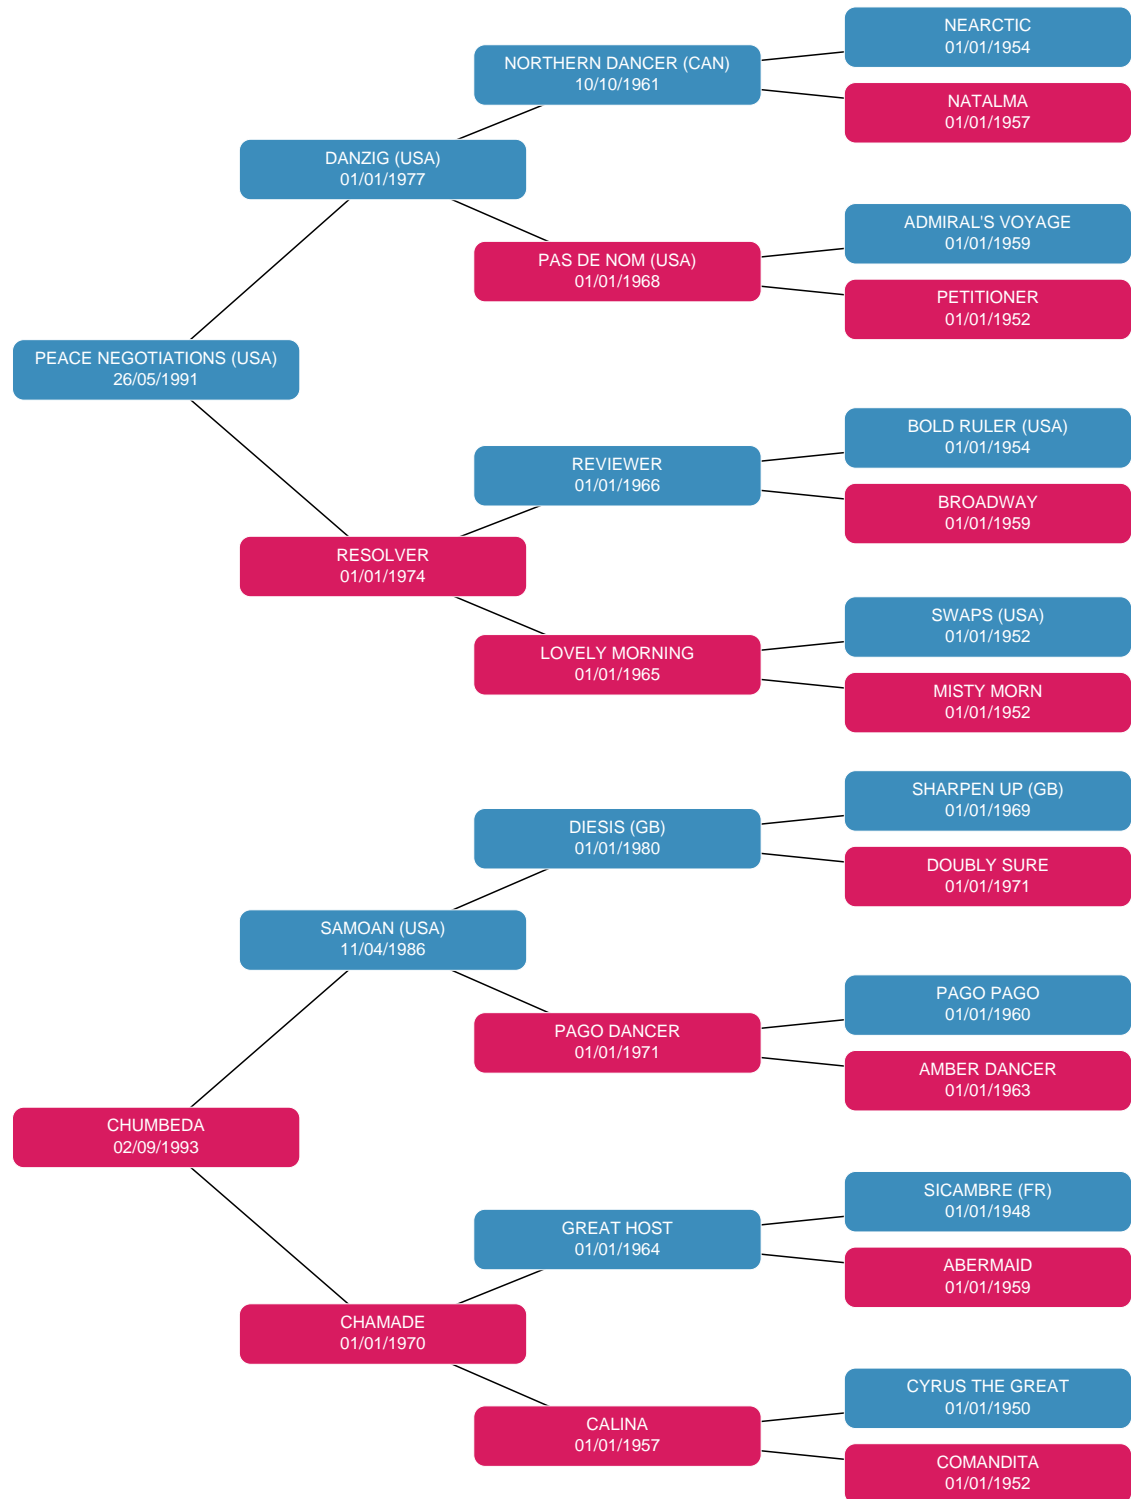 NEARCTIC
01/01/1954
NORTHERN DANCER (CAN)
10/10/1961
NATALMA
01/01/1957
DANZIG (USA)
01/01/1977
ADMIRAL'S VOYAGE
01/01/1959
PAS DE NOM (USA)
01/01/1968
PETITIONER
01/01/1952
PEACE NEGOTIATIONS (USA)
26/05/1991
BOLD RULER (USA)
01/01/1954
REVIEWER
01/01/1966
BROADWAY
01/01/1959
RESOLVER
01/01/1974
SWAPS (USA)
01/01/1952
LOVELY MORNING
01/01/1965
MISTY MORN
01/01/1952
SHARPEN UP (GB)
01/01/1969
DIESIS (GB)
01/01/1980
DOUBLY SURE
01/01/1971
SAMOAN (USA)
11/04/1986
PAGO PAGO
01/01/1960
PAGO DANCER
01/01/1971
AMBER DANCER
01/01/1963
CHUMBEDA
02/09/1993
SICAMBRE (FR)
01/01/1948
GREAT HOST
01/01/1964
ABERMAID
01/01/1959
CHAMADE
01/01/1970
CYRUS THE GREAT
01/01/1950
CALINA
01/01/1957
COMANDITA
01/01/1952